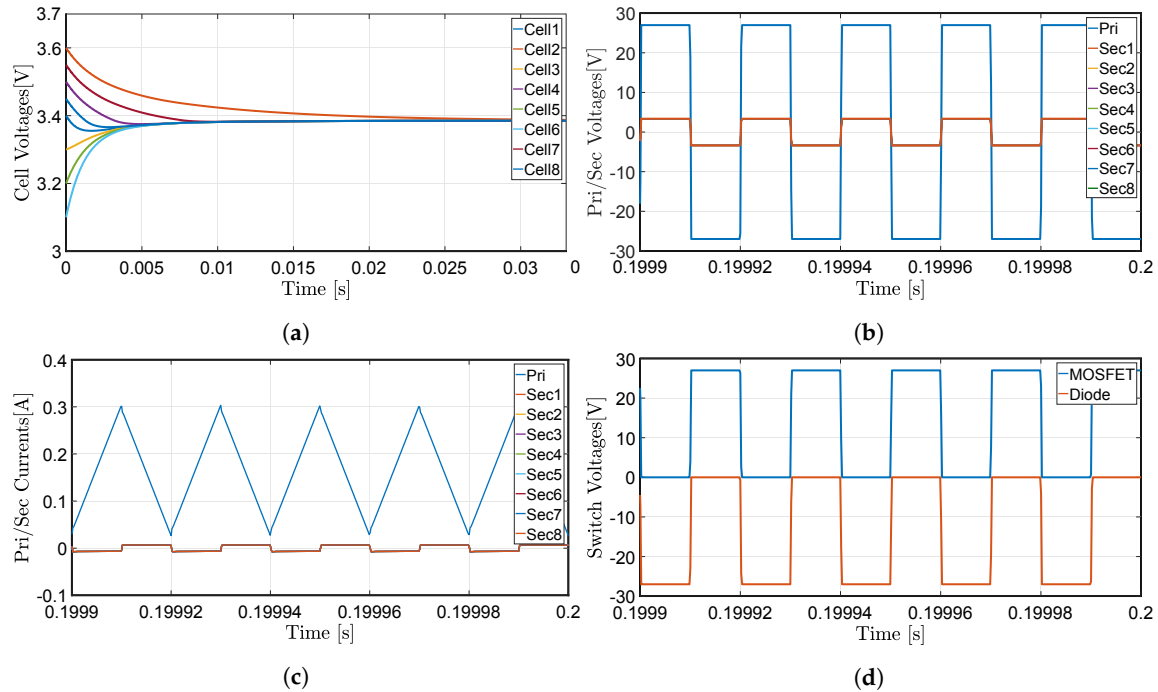 3.7
3.6
3.4
3.2
3
Cell Voltages[V]
Cell1
Cell2
Cell3
Cell4
Cell5
Cell6
Cell7
Cell8
0 0.005 0.01 0.015 0.02 0.025 0.03 0
Time [s]
(a)
30
20
10
0
-10
-20
-30
Pri/Sec Voltages[V]
Pri
Sec1
Sec2
Sec3
Sec4
Sec5
Sec6
Sec7
Sec8
0.1999 0.19992 0.19994 0.19996 0.19998 0.2
Time [s]
(b)
0.4
0.3
0.2
0.1
0
-0.1
Pri/Sec Currents[A]
Pri
Sec1
Sec2
Sec3
Sec4
Sec5
Sec6
Sec7
Sec8
0.1999 0.19992 0.19994 0.19996 0.19998 0.2
Time [s]
(c)
30
20
10
0
-10
-20
-30
Switch Voltages[V]
MOSFET
Diode
0.1999 0.19992 0.19994 0.19996 0.19998 0.2
Time [s]
(d)